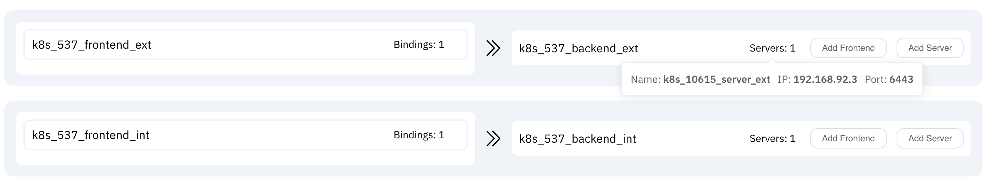 k8s_537_frontend_ext Bindings: 1
k8s_537_backend_ext Servers: 1 Add Frontend Add Server
Name: k8s_10615_server_ext IP: 192.168.92.3 Port: 6443
k8s_537_frontend_int Bindings: 1
k8s_537_backend_int Servers: 1 Add Frontend Add Server